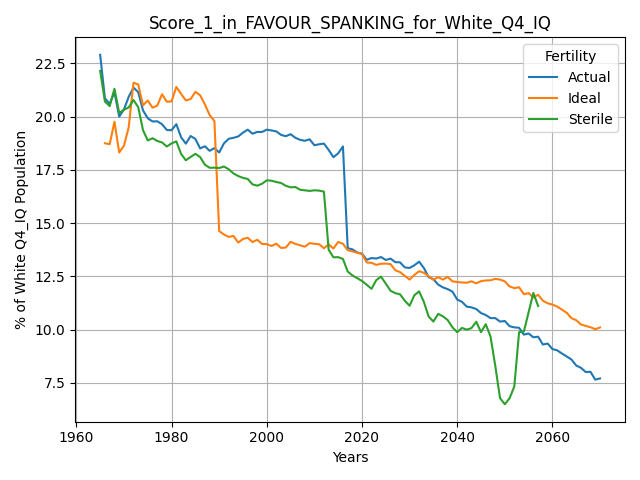 Score_1_in_FAVOUR_SPANKING_for_White_Q4_IQ
Fertility
Actual
Ideal
Sterile
% of White Q4_IQ Population
22.5
20.0
17.5
15.0
12.5
10.0
7.5
1960
1980
2000
2020
2040
2060
Years